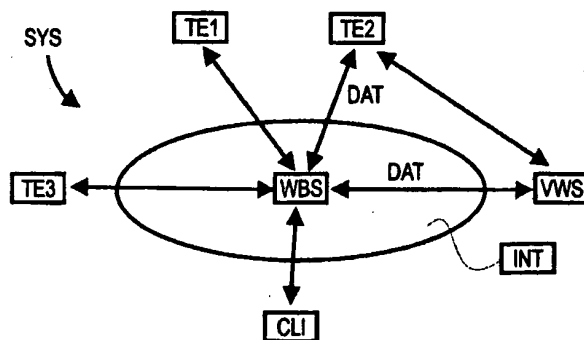 SYS
TE1
TE2
DAT
TE3
WBS
DAT
VWS
INT
CLI